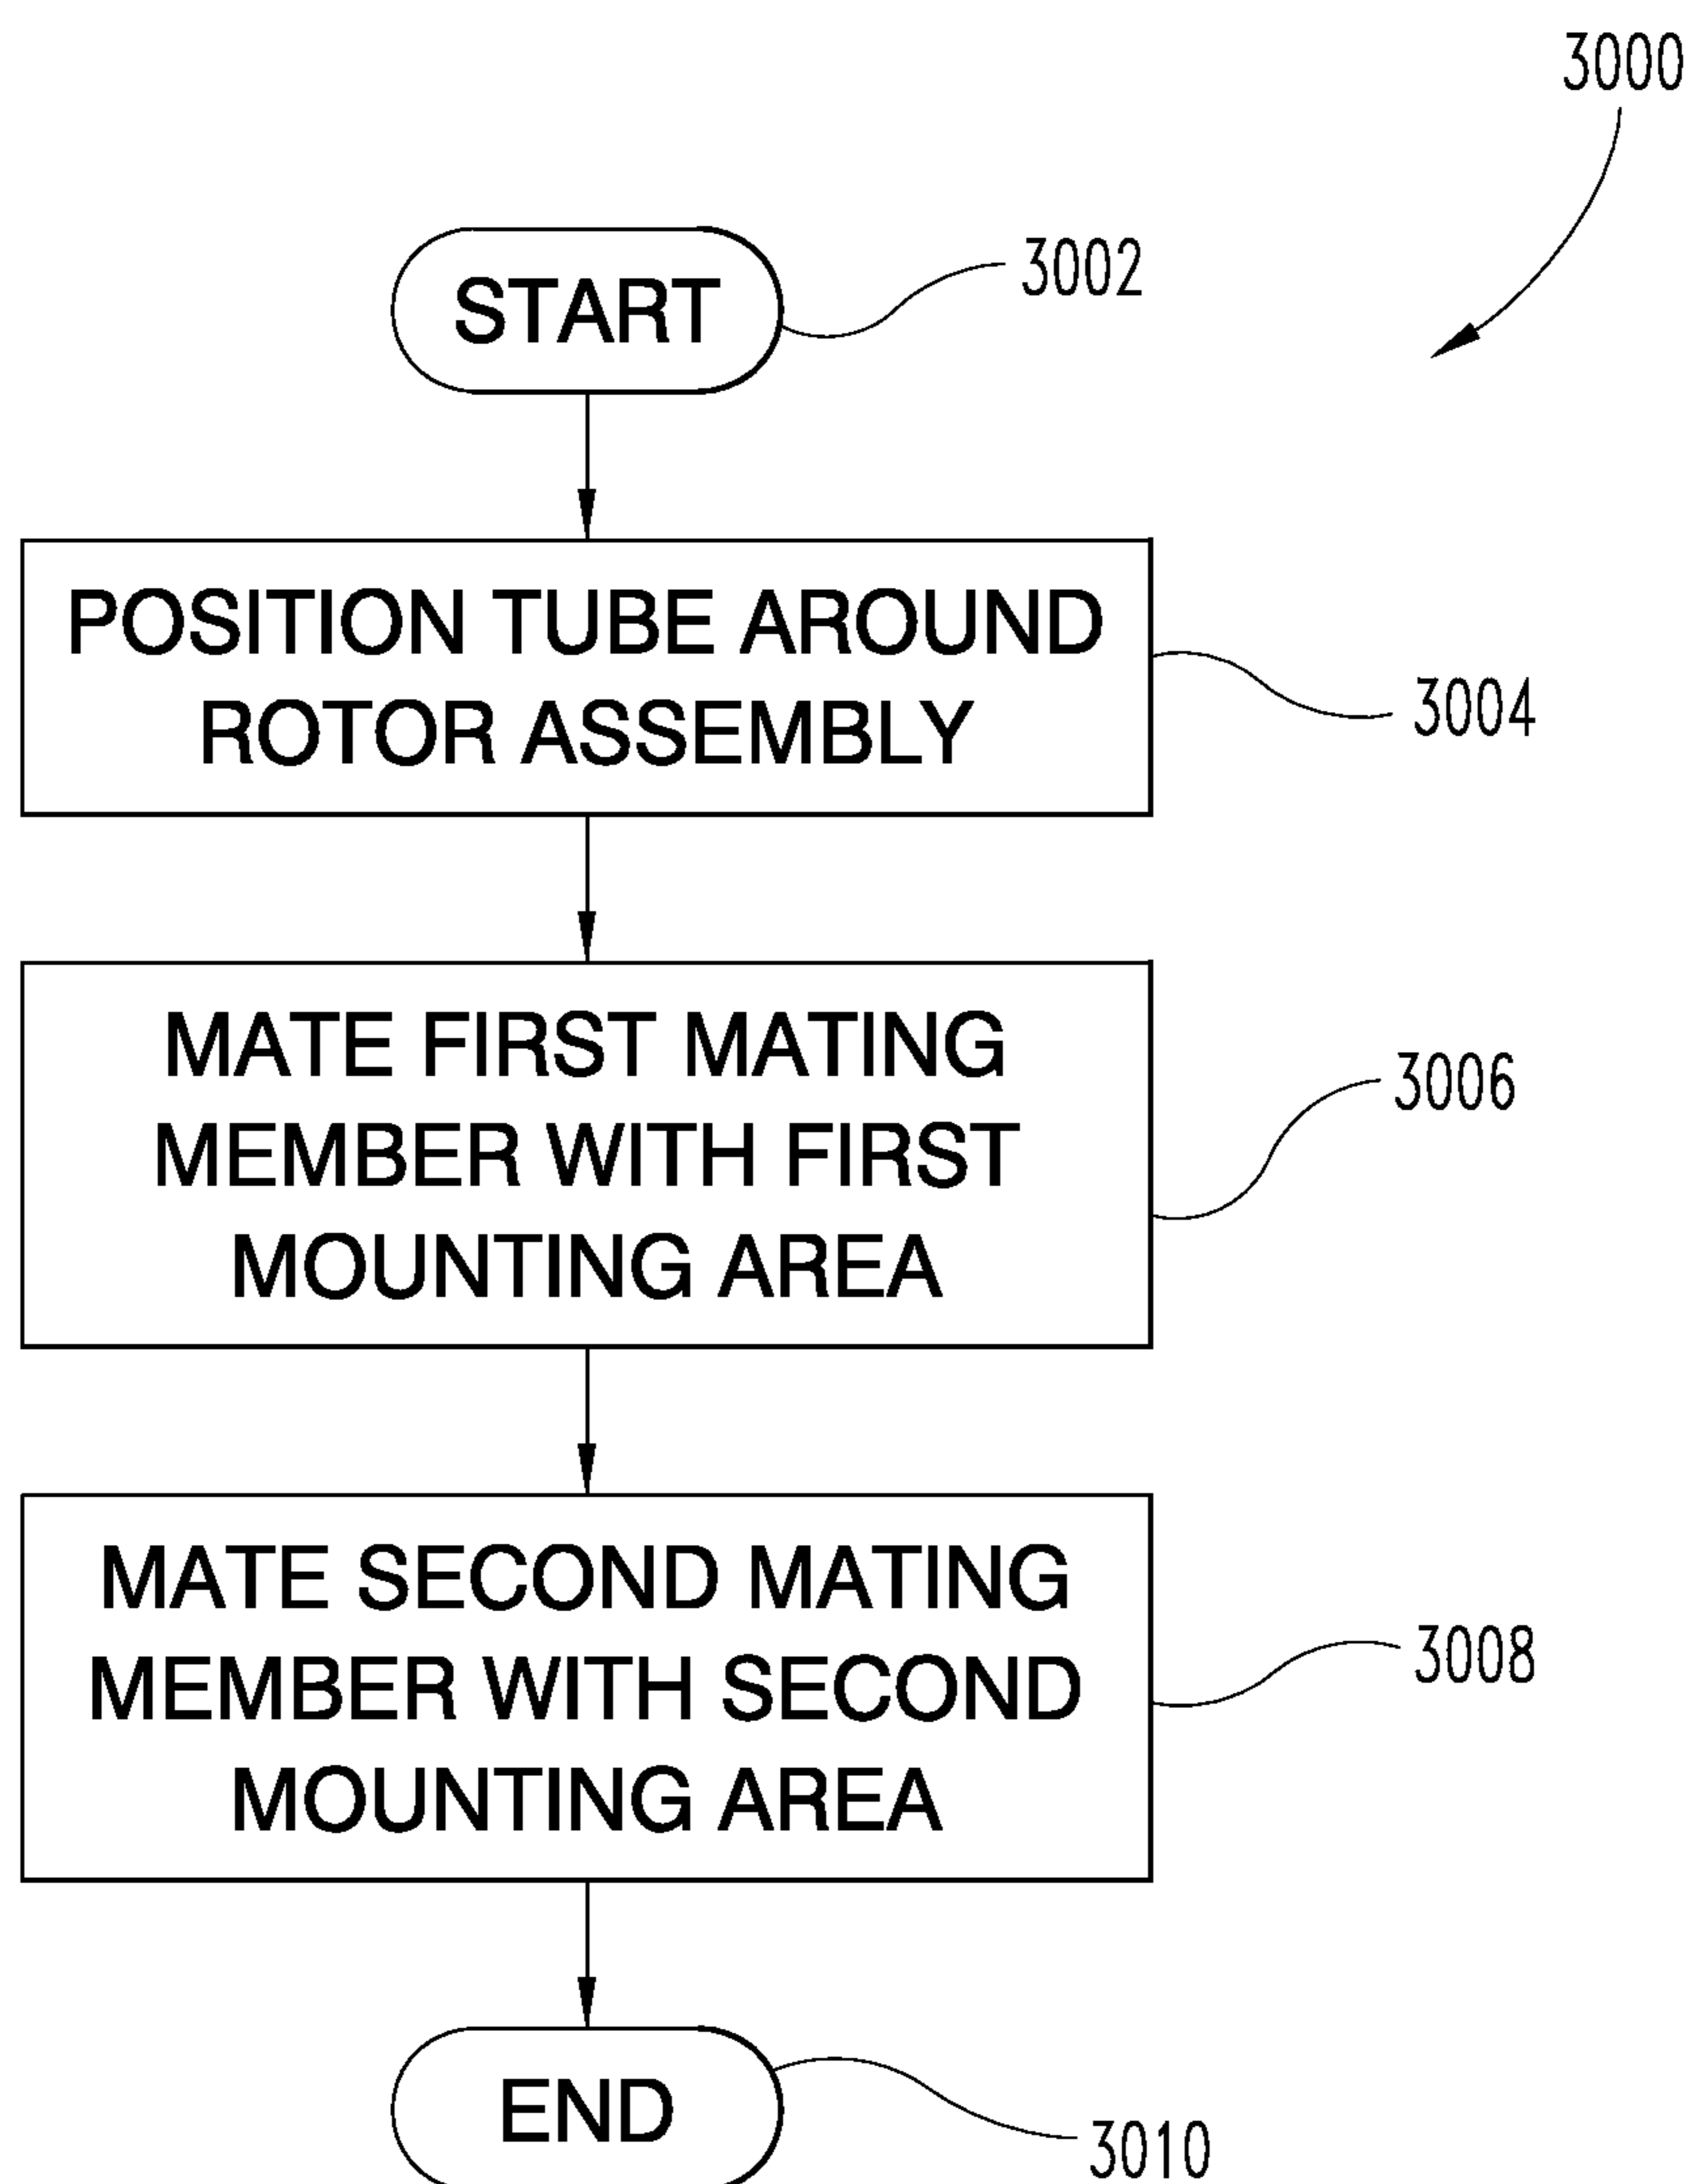 3000
START
3002
POSITION TUBE AROUND
ROTOR ASSEMBLY
3004
MATE FIRST MATING
MEMBER WITH FIRST
MOUNTING AREA
3006
MATE SECOND MATING
MEMBER WITH SECOND
MOUNTING AREA
3008
END
3010